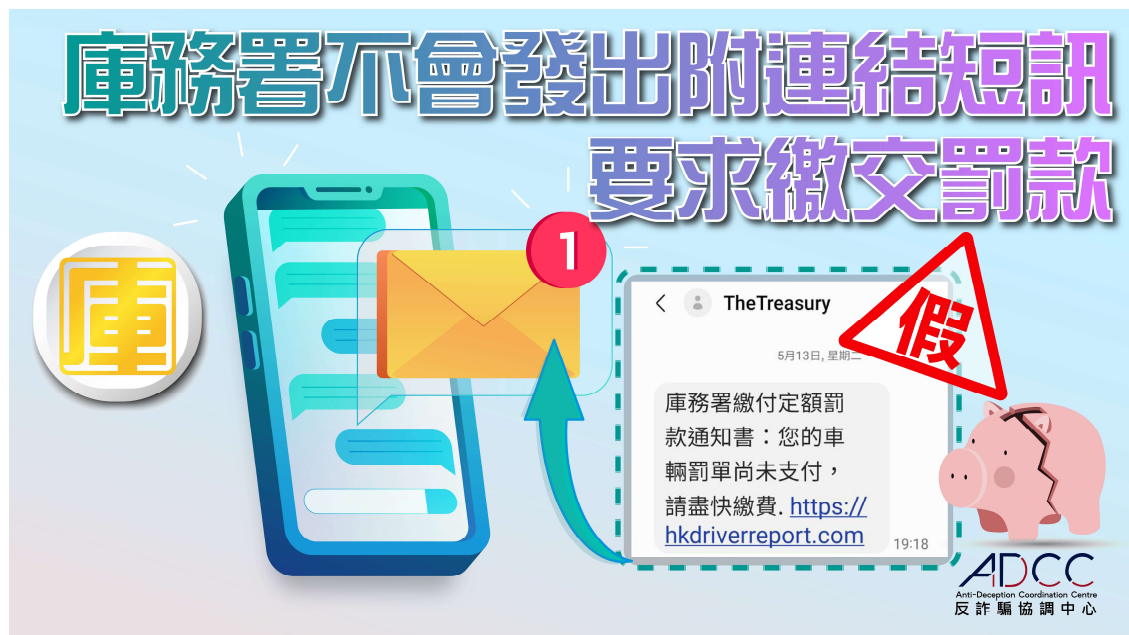 庫務署不會發出附連結短訊
要求繳交罰款
庫
1
TheTreasury
假
5月13日, 星期二
庫務署繳付定額罰
款通知書：您的車
輛罰單尚未支付，
請盡快繳費. https://
hkdriverreport.com
19:18
ADCC
Anti-Deception Coordination Centre
反詐騙協調中心